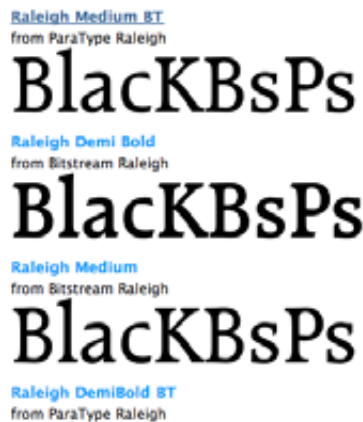 Raleigh Medium BT
from ParaType Raleigh
BlacKBsPs
Raleigh Demi Bold
from Bitstream Raleigh
BlacKBsPs
Raleigh Medium
from Bitstream Raleigh
BlacKBsPs
Raleigh DemiBold BT
from ParaType Raleigh